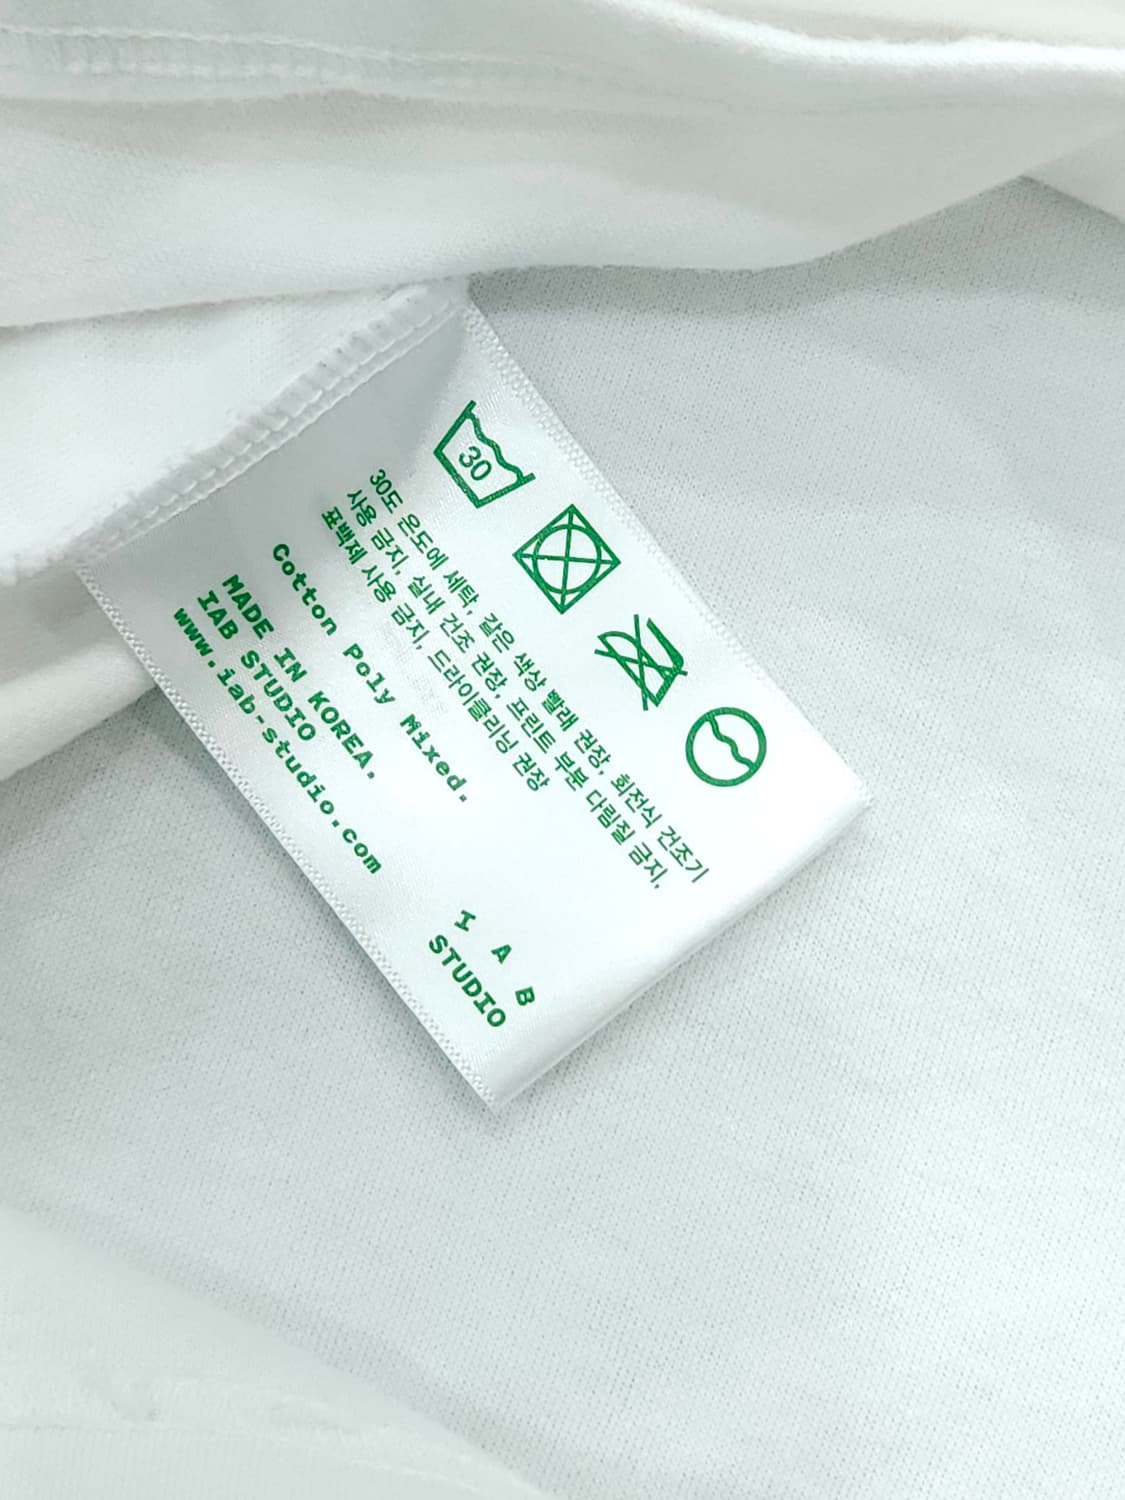 30
30도 온도에 세탁, 같은 색상 빨래 권장, 회전식 건조기
사용 금지, 실내 건조 권장, 프린트 부분 다림질 금지,
표백제 사용 금지, 드라이클리닝 권장
Cotton Poly Mixed.
MADE IN KOREA.
IAB STUDIO
www.iab-studio.com
I A B
STUDIO